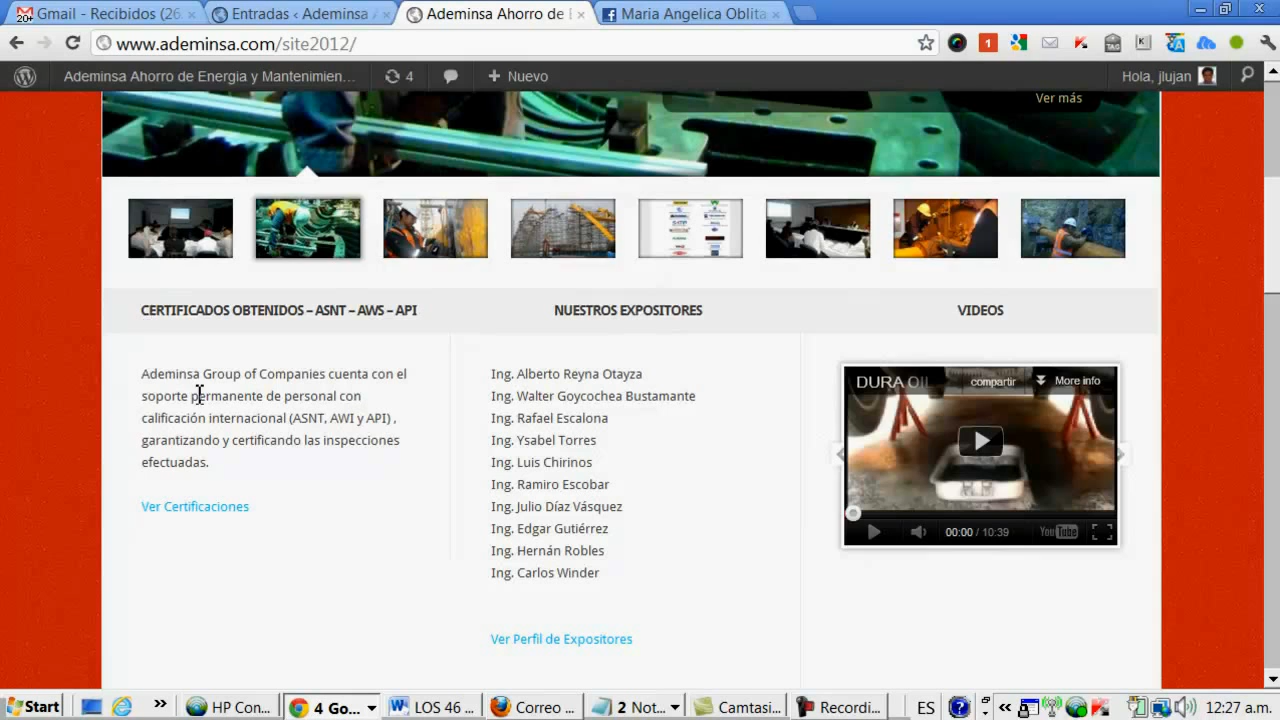 Gmail - Recibidos (26
20+
Entradas ‹ Ademinsa A
Ademinsa Ahorro de E
Maria Angelica Oblita
www.ademinsa.com/site2012/
1
TAG
Ademinsa Ahorro de Energia y Mantenimien...
4
Nuevo
Hola, jlujan
Ver más
CERTIFICADOS OBTENIDOS – ASNT – AWS – API
NUESTROS EXPOSITORES
VIDEOS
Ademinsa Group of Companies cuenta con el
soporte permanente de personal con
calificación internacional (ASNT, AWI y API) ,
garantizando y certificando las inspecciones
efectuadas.
Ver Certificaciones
Ing. Alberto Reyna Otayza
Ing. Walter Goycochea Bustamante
Ing. Rafael Escalona
Ing. Ysabel Torres
Ing. Luis Chirinos
Ing. Ramiro Escobar
Ing. Julio Díaz Vásquez
Ing. Edgar Gutiérrez
Ing. Hernán Robles
Ing. Carlos Winder
Ver Perfil de Expositores
DURA OIL
compartir
More info
00:00 / 10:39
YouTube
Start
HP Con...
4 Go...
LOS 46 ...
Correo ...
2 Not...
Camtasi...
Recordi...
ES
12:27 a.m.